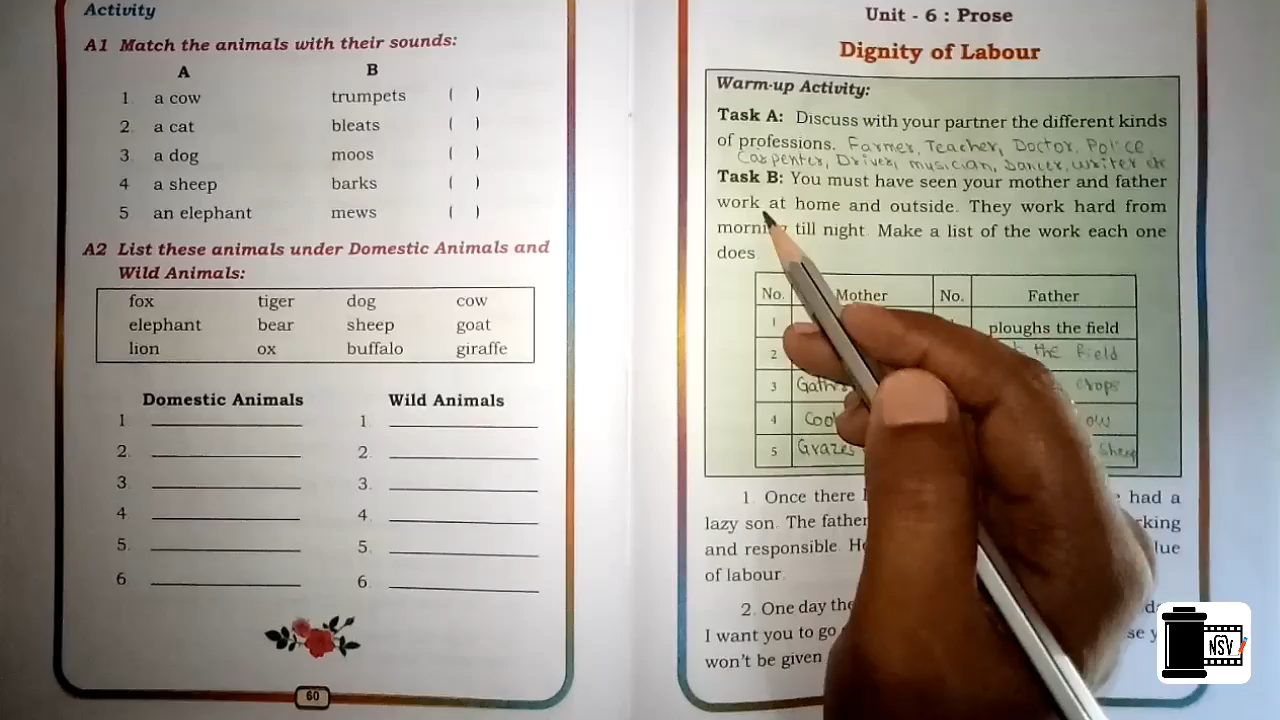 Activity
A1 Match the animals with their sounds:
A B
1 a cow trumpets ( )
2. a cat bleats ( )
3. a dog moos ( )
4 a sheep barks ( )
5 an elephant mews ( )
A2 List these animals under Domestic Animals and
Wild Animals:
fox tiger dog cow
elephant bear sheep goat
lion ox buffalo giraffe
Domestic Animals Wild Animals
1 1.
2. 2.
3. 3.
4 4.
5. 5.
6 6.
60
Unit - 6 : Prose
Dignity of Labour
Warm-up Activity:
Task A: Discuss with your partner the different kinds
of professions. Farmer, Teacher, Doctor, Police,
Carpenter, Driver, musician, Dancer, writer etc
Task B: You must have seen your mother and father
work at home and outside. They work hard from
till night Make a list of the work each one
does
No. Mother No. Father
1 ploughs the field
2 the field
3 crops
4
5 Grazes Sheep
1. Once there had a
lazy son. The father
and responsible.
of labour.
2. One day the
I want you to go
won't be given
NSV